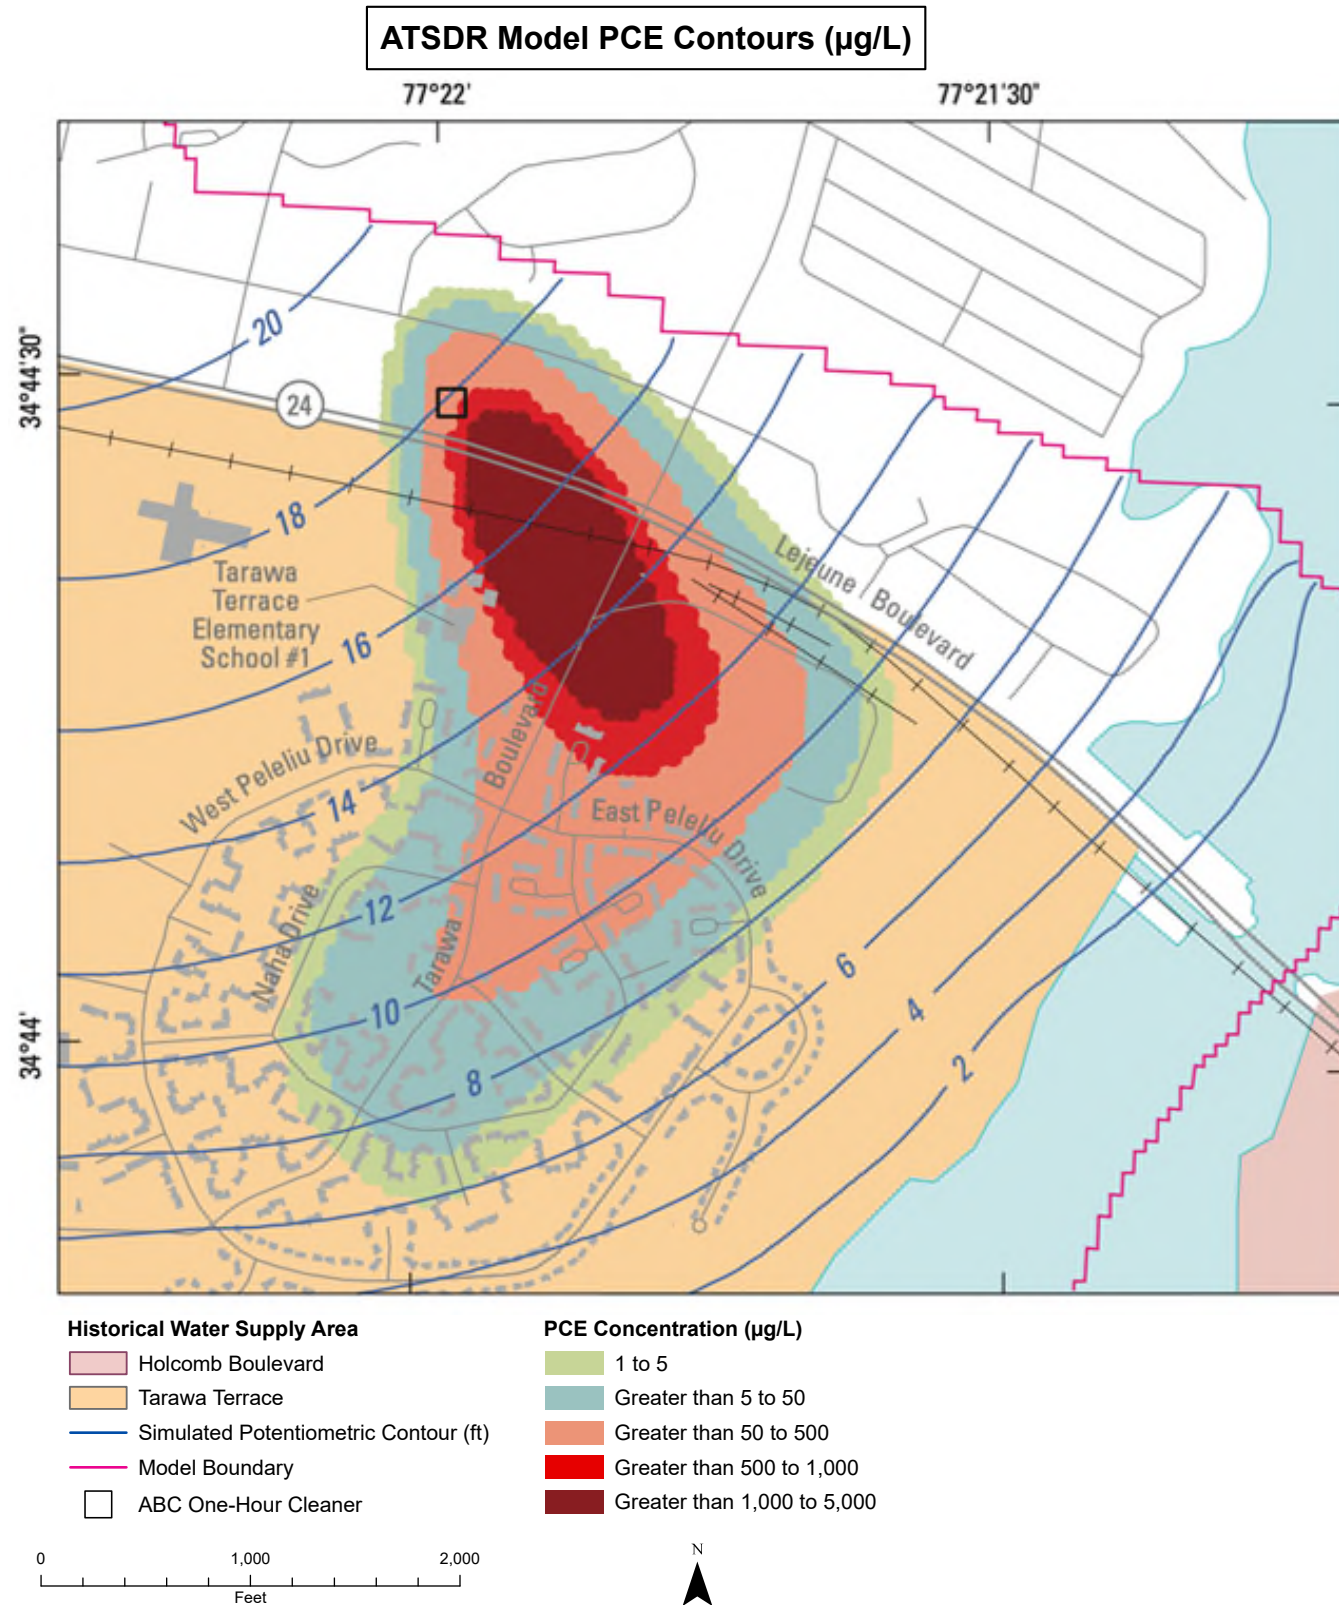 ATSDR Model PCE Contours (µg/L)
77°22'
77°21'30"
34°44'30"
34°44'
20
24
18
Tarawa
Terrace
Elementary
School #1
16
Lejeune Boulevard
Boulevard
West Peleliu Drive
14
East Peleliu Drive
12
Naha Drive
Tarawa
10
8
6
4
2
Historical Water Supply Area
Holcomb Boulevard
Tarawa Terrace
Simulated Potentiometric Contour (ft)
Model Boundary
ABC One-Hour Cleaner
PCE Concentration (µg/L)
1 to 5
Greater than 5 to 50
Greater than 50 to 500
Greater than 500 to 1,000
Greater than 1,000 to 5,000
0
1,000
2,000
Feet
N